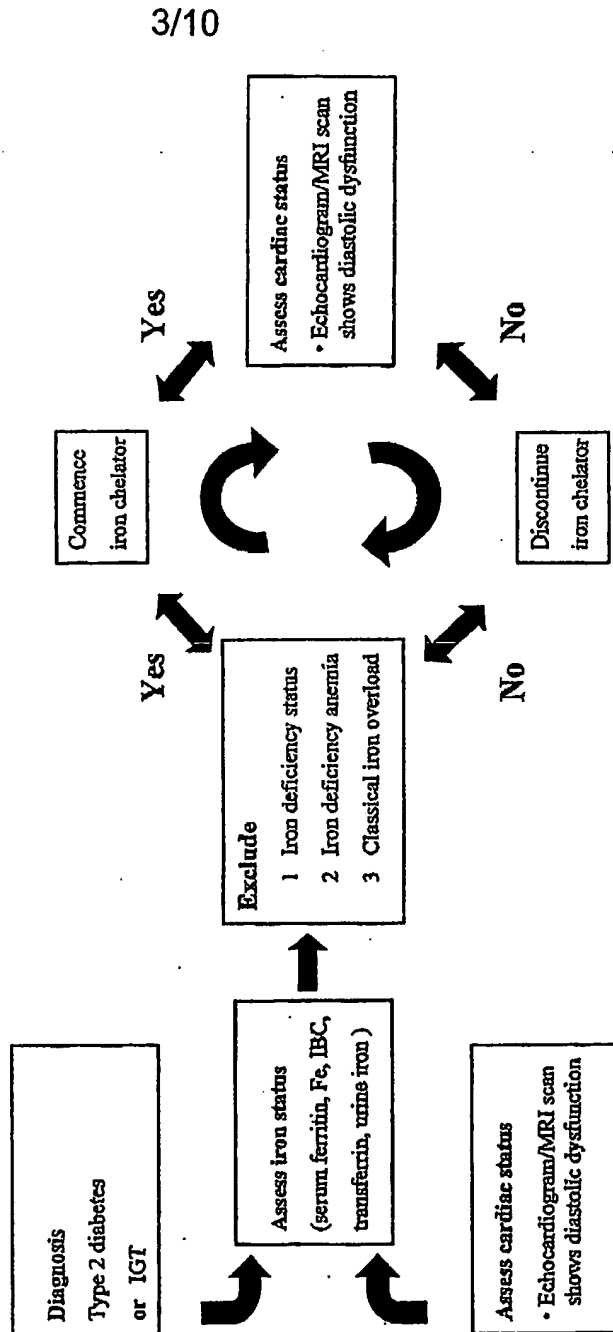 3/10
Diagnosis
Type 2 diabetes
or IGT
Assess cardiac status
• Echocardiogram/MRI scan
shows diastolic dysfunction
Assess iron status
(serum ferritin, Fe, IBC,
transferrin, urine iron )
Exclude
1 Iron deficiency status
2 Iron deficiency anemia
3 Classical iron overload
Yes
No
Commence
iron chelator
Discontinue
iron chelator
Yes
No
Assess cardiac status
• Echocardiogram/MRI scan
shows diastolic dysfunction